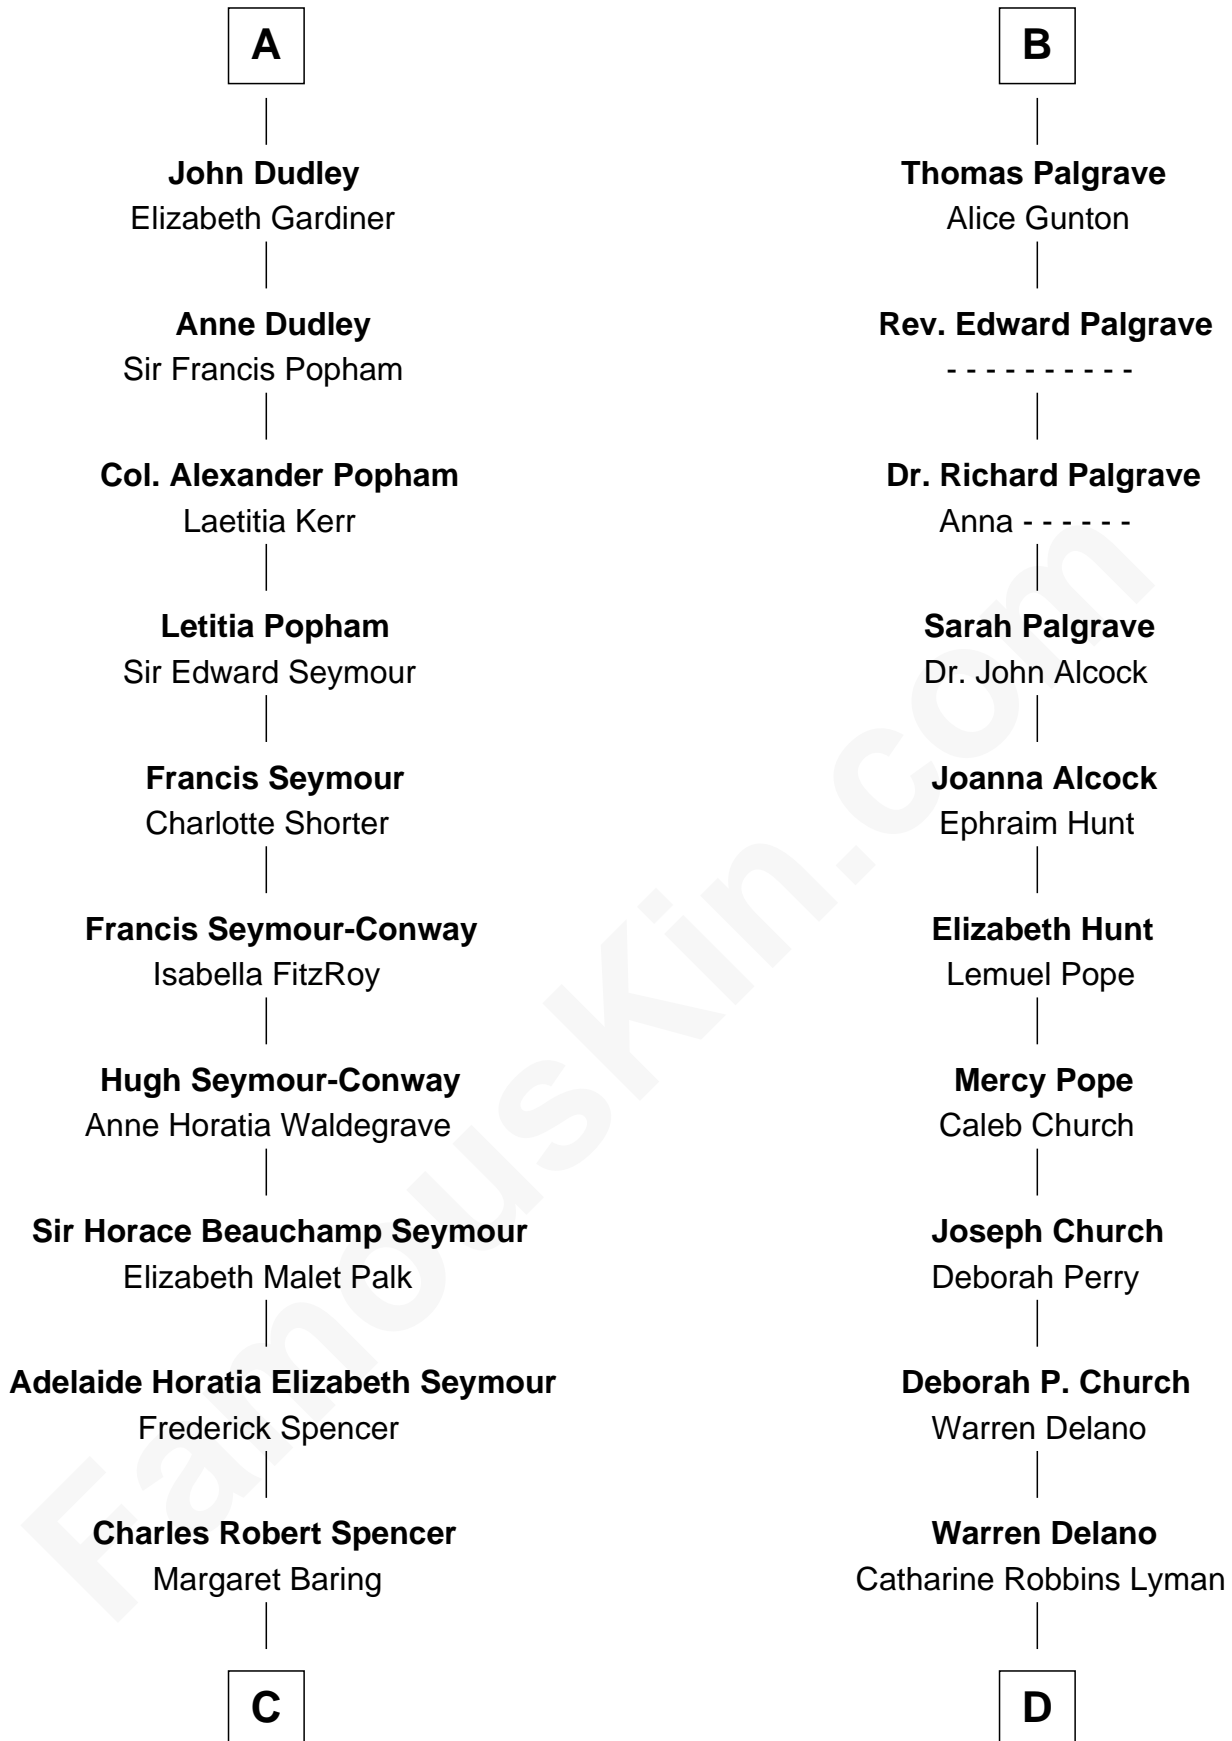 A
John Dudley
Elizabeth Gardiner
Anne Dudley
Sir Francis Popham
Col. Alexander Popham
Laetitia Kerr
Letitia Popham
Sir Edward Seymour
Francis Seymour
Charlotte Shorter
Francis Seymour-Conway
Isabella FitzRoy
Hugh Seymour-Conway
Anne Horatia Waldegrave
Sir Horace Beauchamp Seymour
Elizabeth Malet Palk
Adelaide Horatia Elizabeth Seymour
Frederick Spencer
Charles Robert Spencer
Margaret Baring
C
B
Thomas Palgrave
Alice Gunton
Rev. Edward Palgrave
- - - - - - - - - -
Dr. Richard Palgrave
Anna - - - - - -
Sarah Palgrave
Dr. John Alcock
Joanna Alcock
Ephraim Hunt
Elizabeth Hunt
Lemuel Pope
Mercy Pope
Caleb Church
Joseph Church
Deborah Perry
Deborah P. Church
Warren Delano
Warren Delano
Catharine Robbins Lyman
D
FamousKin.com